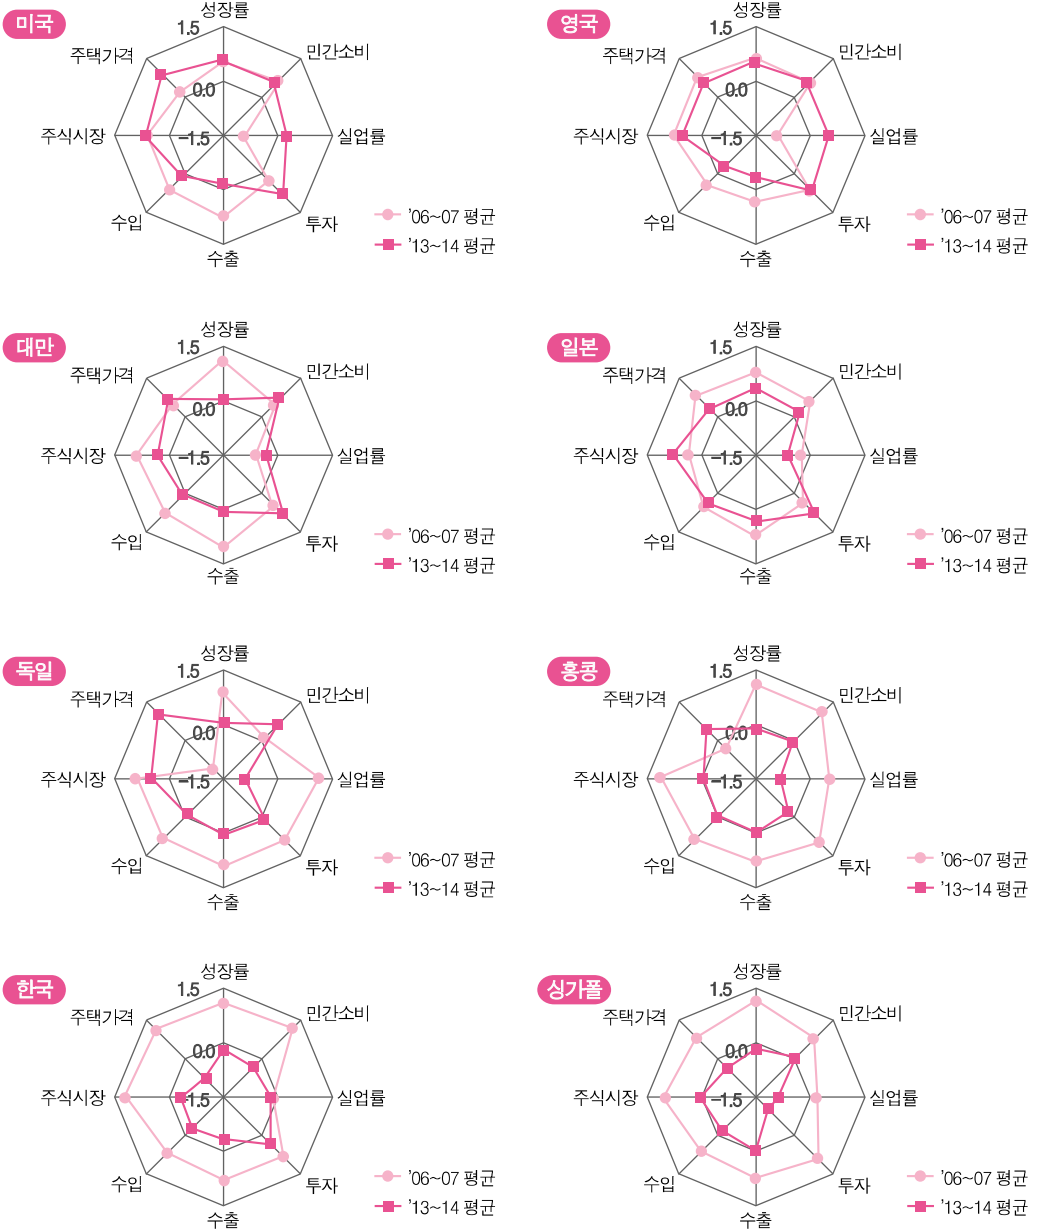 미국
성장률
1.5
민간소비
주택가격
0.0
주식시장
-1.5
실업률
수입
투자
수출
’06~07 평균
’13~14 평균
영국
성장률
1.5
민간소비
주택가격
0.0
주식시장
-1.5
실업률
수입
투자
수출
’06~07 평균
’13~14 평균
대만
성장률
1.5
민간소비
주택가격
0.0
주식시장
-1.5
실업률
수입
투자
수출
’06~07 평균
’13~14 평균
일본
성장률
1.5
민간소비
주택가격
0.0
주식시장
-1.5
실업률
수입
투자
수출
’06~07 평균
’13~14 평균
독일
성장률
1.5
민간소비
주택가격
0.0
주식시장
-1.5
실업률
수입
투자
수출
’06~07 평균
’13~14 평균
홍콩
성장률
1.5
민간소비
주택가격
0.0
주식시장
-1.5
실업률
수입
투자
수출
’06~07 평균
’13~14 평균
한국
성장률
1.5
민간소비
주택가격
0.0
주식시장
-1.5
실업률
수입
투자
수출
’06~07 평균
’13~14 평균
싱가폴
성장률
1.5
민간소비
주택가격
0.0
주식시장
-1.5
실업률
수입
투자
수출
’06~07 평균
’13~14 평균